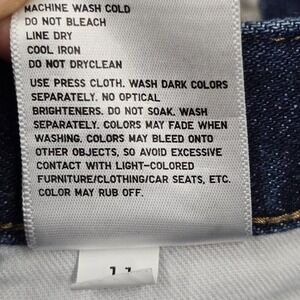 MACHINE WASH COLD
DO NOT BLEACH
LINE DRY
COOL IRON
DO NOT DRYCLEAN
USE PRESS CLOTH. WASH DARK COLORS
SEPARATELY. NO OPTICAL
BRIGHTENERS. DO NOT SOAK. WASH
SEPARATELY. COLORS MAY FADE WHEN
WASHING. COLORS MAY BLEED ONTO
OTHER OBJECTS, SO AVOID EXCESSIVE
CONTACT WITH LIGHT-COLORED
FURNITURE/CLOTHING/CAR SEATS, ETC.
COLOR MAY RUB OFF.